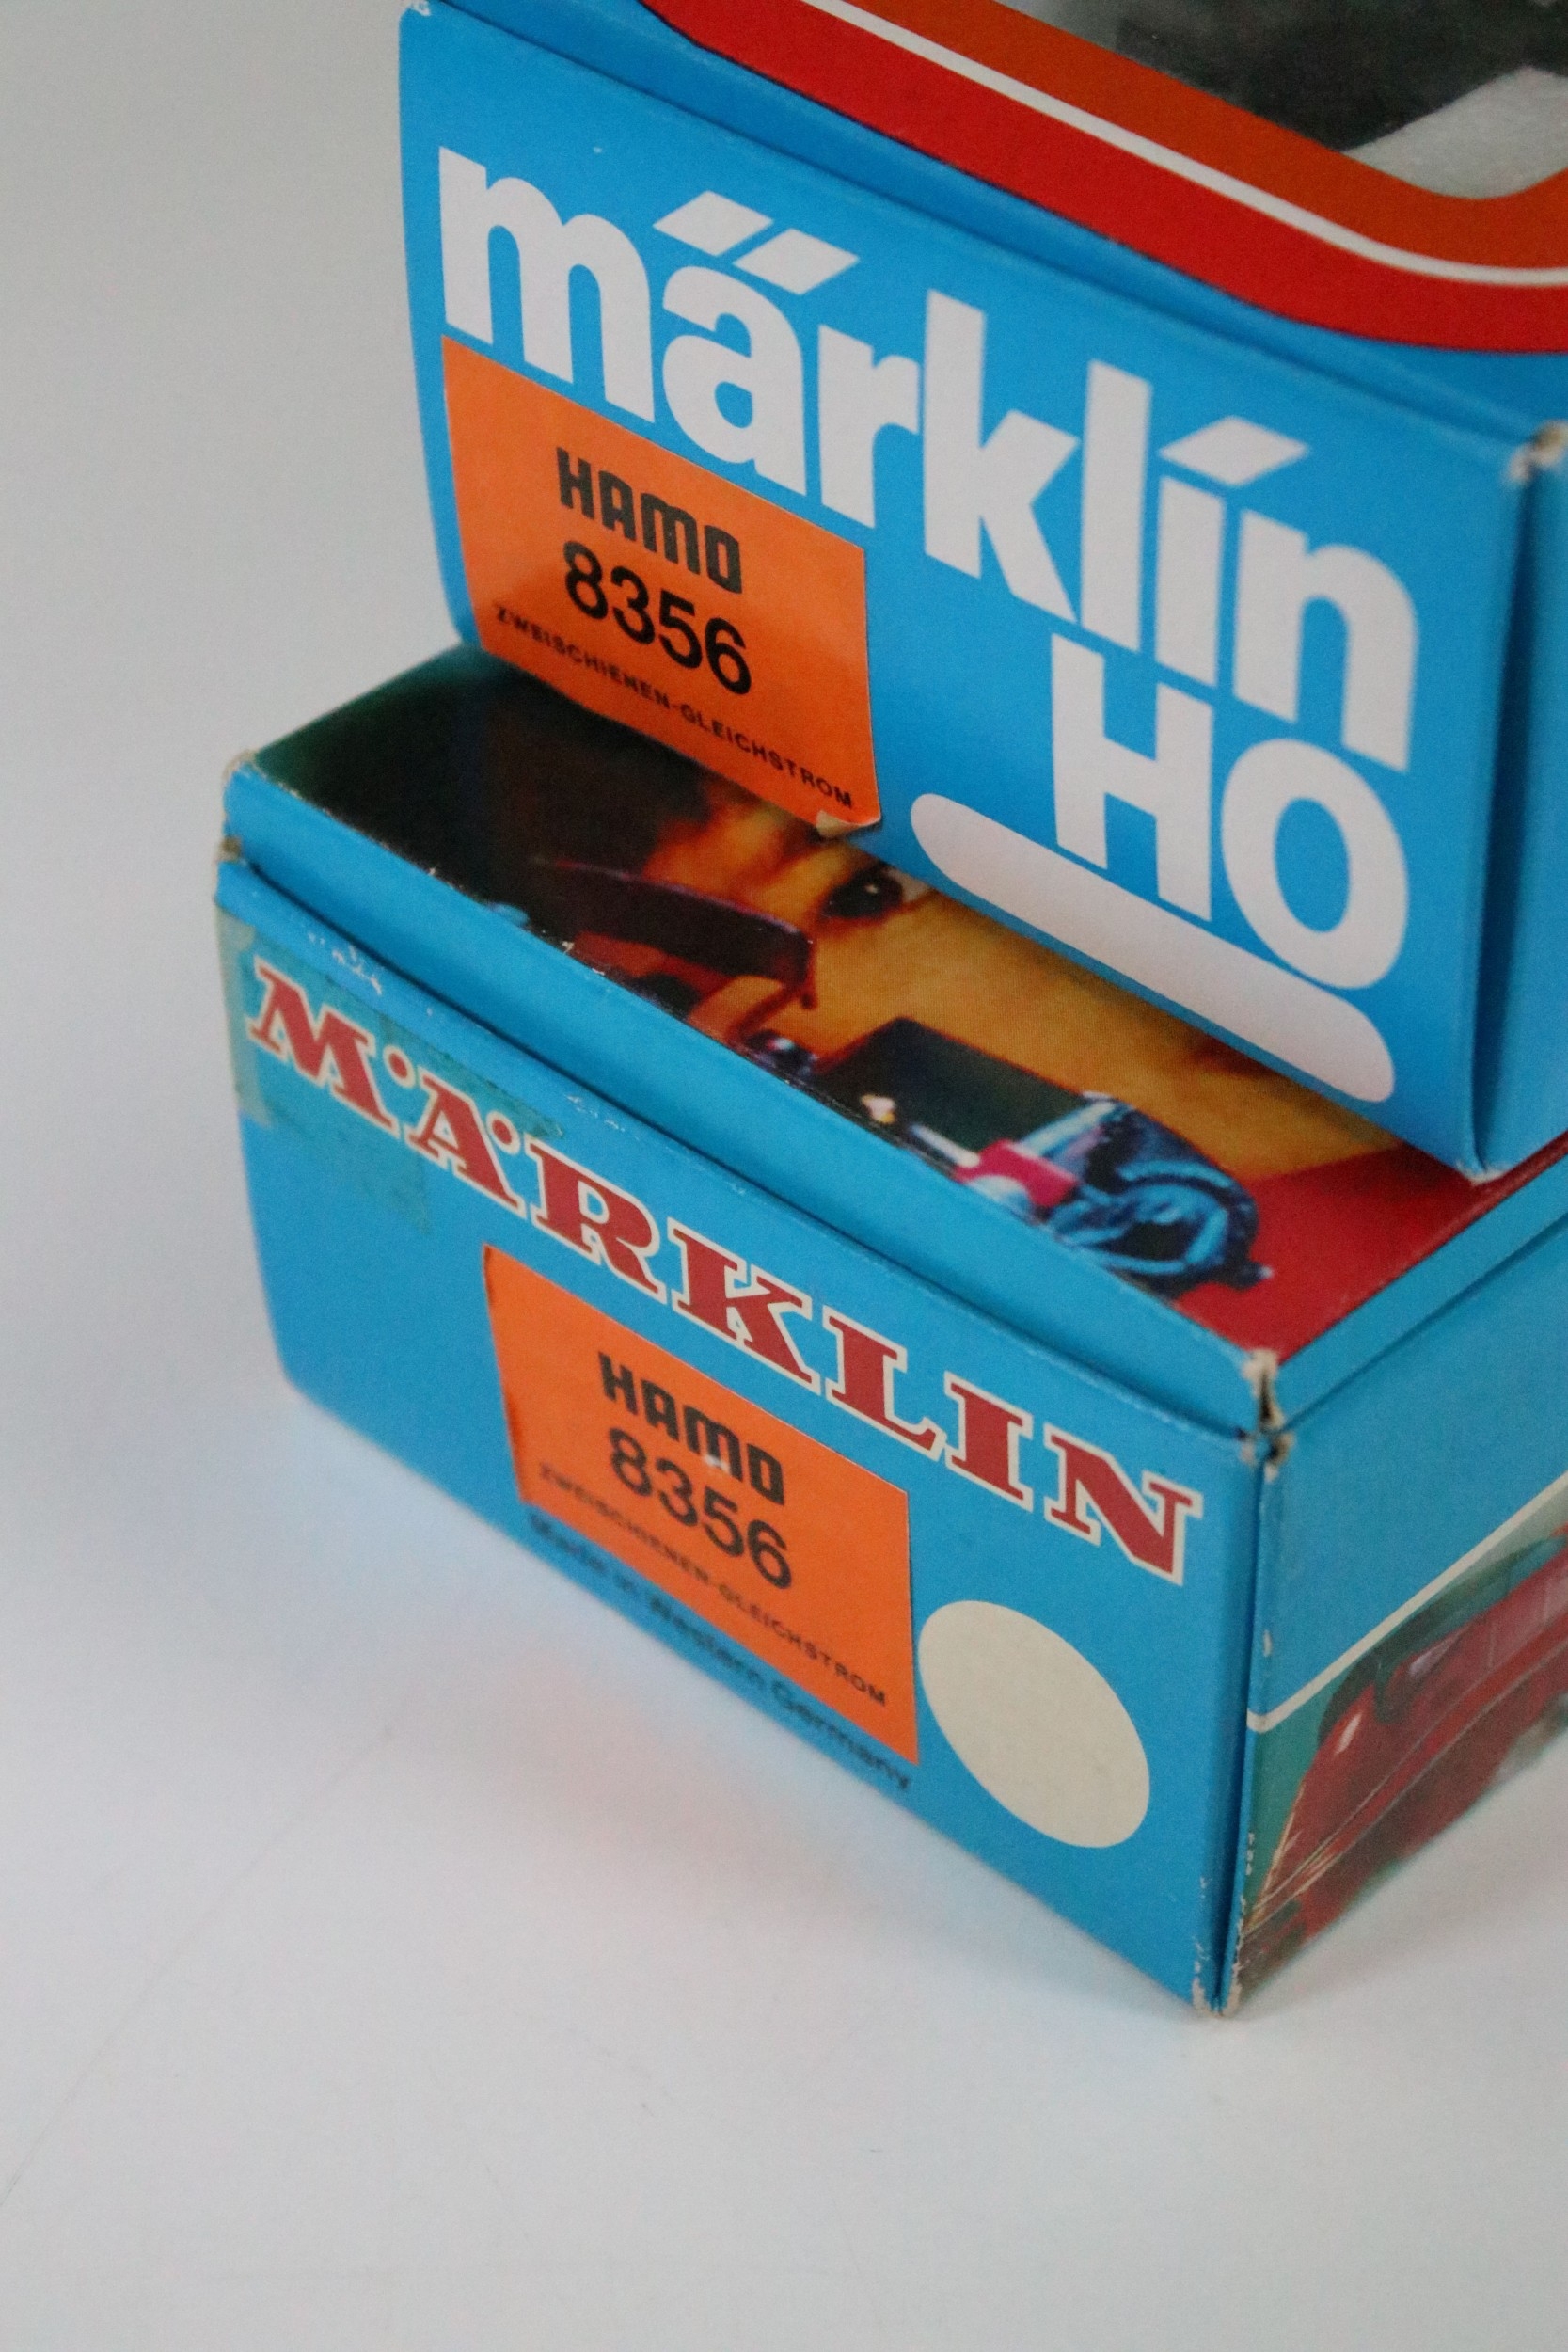 märklin
HO
HAMO
8356
ZWEISCHIENEN-GLEICHSTROM
MÄRKLIN
HAMO
8356
ZWEISCHIENEN-GLEICHSTROM
Made in Western Germany